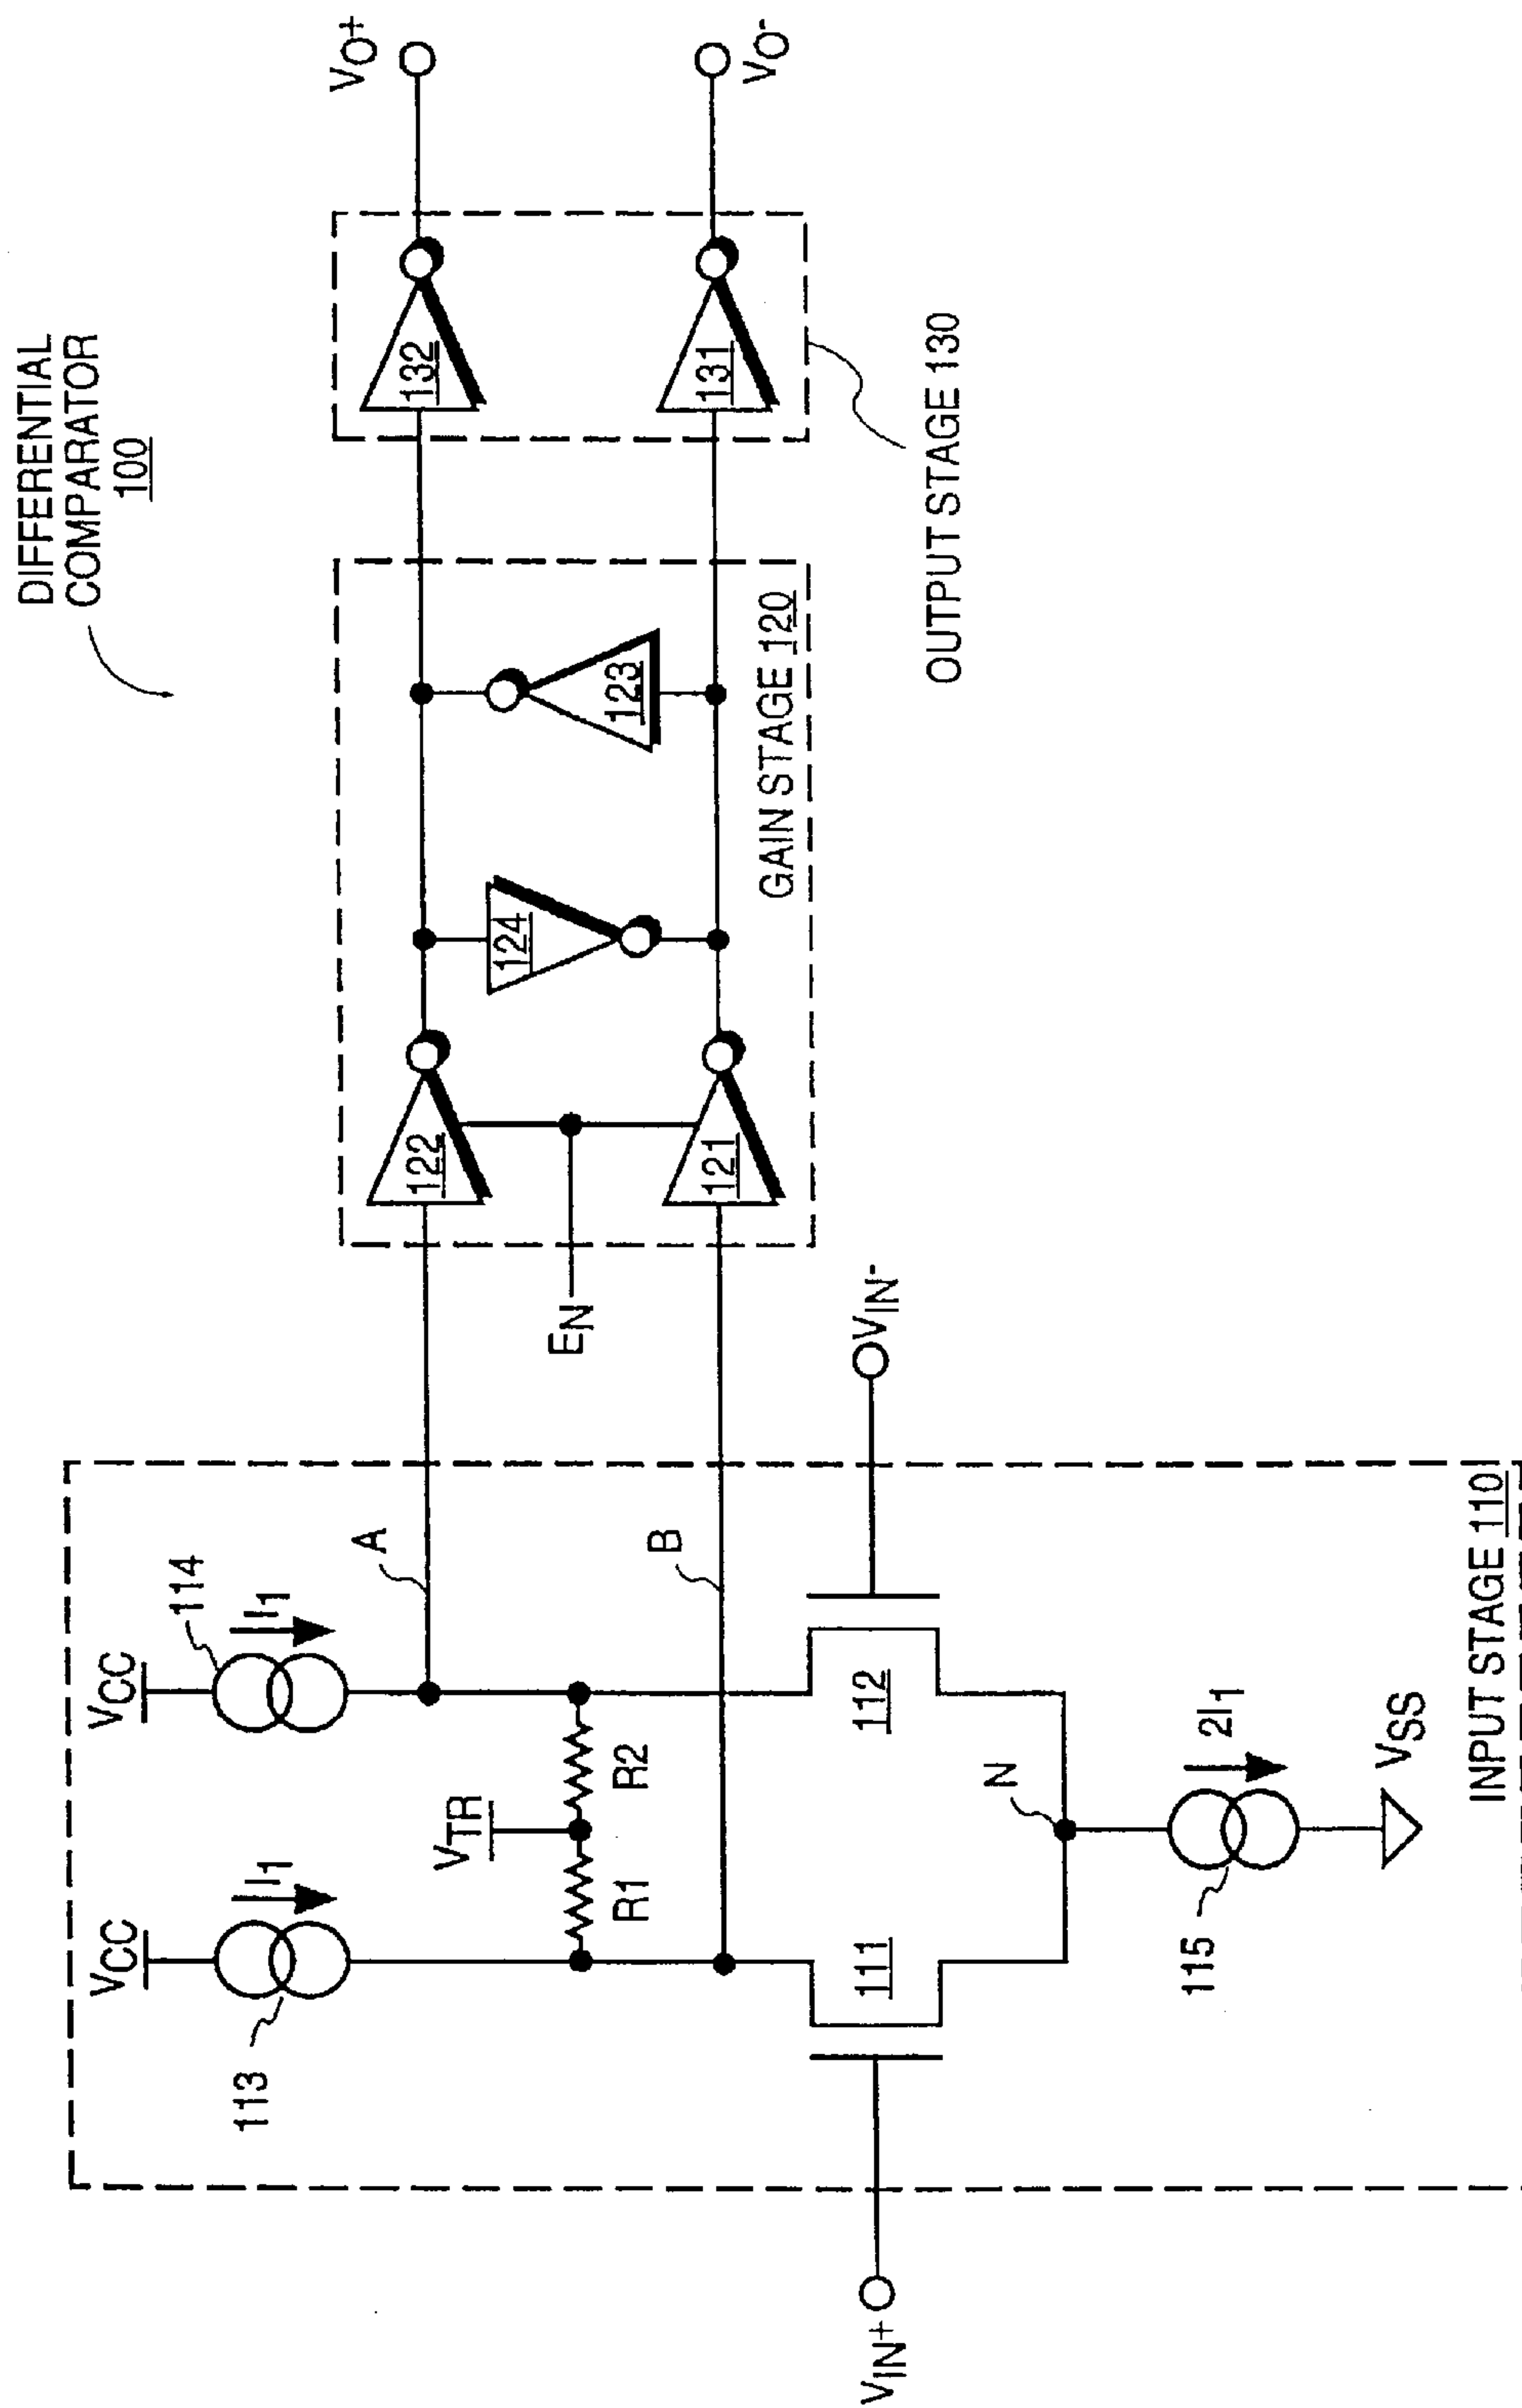 DIFFERENTIAL
COMPARATOR
100
VCC
VCC
113
I1
114
I1
VTR
R1
R2
A
B
111
112
VIN+
VIN-
N
115
2I1
VSS
INPUT STAGE 110
EN
122
121
124
123
GAIN STAGE 120
132
131
OUTPUT STAGE 130
VO+
VO-